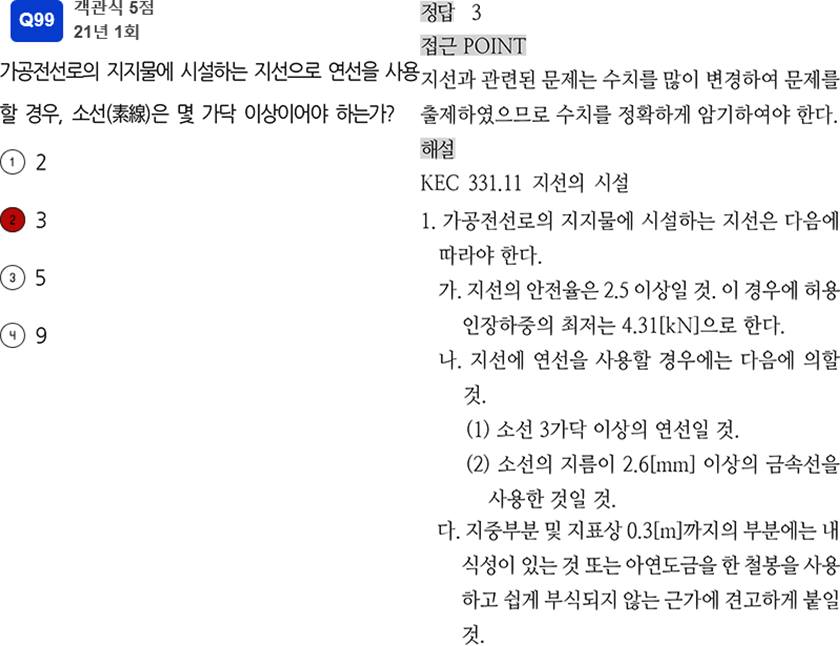 Q99
객관식 5점
21년 1회
가공전선로의 지지물에 시설하는 지선으로 연선을 사용
할 경우, 소선(素線)은 몇 가닥 이상이어야 하는가?
① 2
② 3
③ 5
④ 9
정답 3
접근 POINT
지선과 관련된 문제는 수치를 많이 변경하여 문제를
출제하였으므로 수치를 정확하게 암기하여야 한다.
해설
KEC 331.11 지선의 시설
1. 가공전선로의 지지물에 시설하는 지선은 다음에
따라야 한다.
가. 지선의 안전율은 2.5 이상일 것. 이 경우에 허용
인장하중의 최저는 4.31[kN]으로 한다.
나. 지선에 연선을 사용할 경우에는 다음에 의할
것.
(1) 소선 3가닥 이상의 연선일 것.
(2) 소선의 지름이 2.6[mm] 이상의 금속선을
사용한 것일 것.
다. 지중부분 및 지표상 0.3[m]까지의 부분에는 내
식성이 있는 것 또는 아연도금을 한 철봉을 사용
하고 쉽게 부식되지 않는 근가에 견고하게 붙일
것.